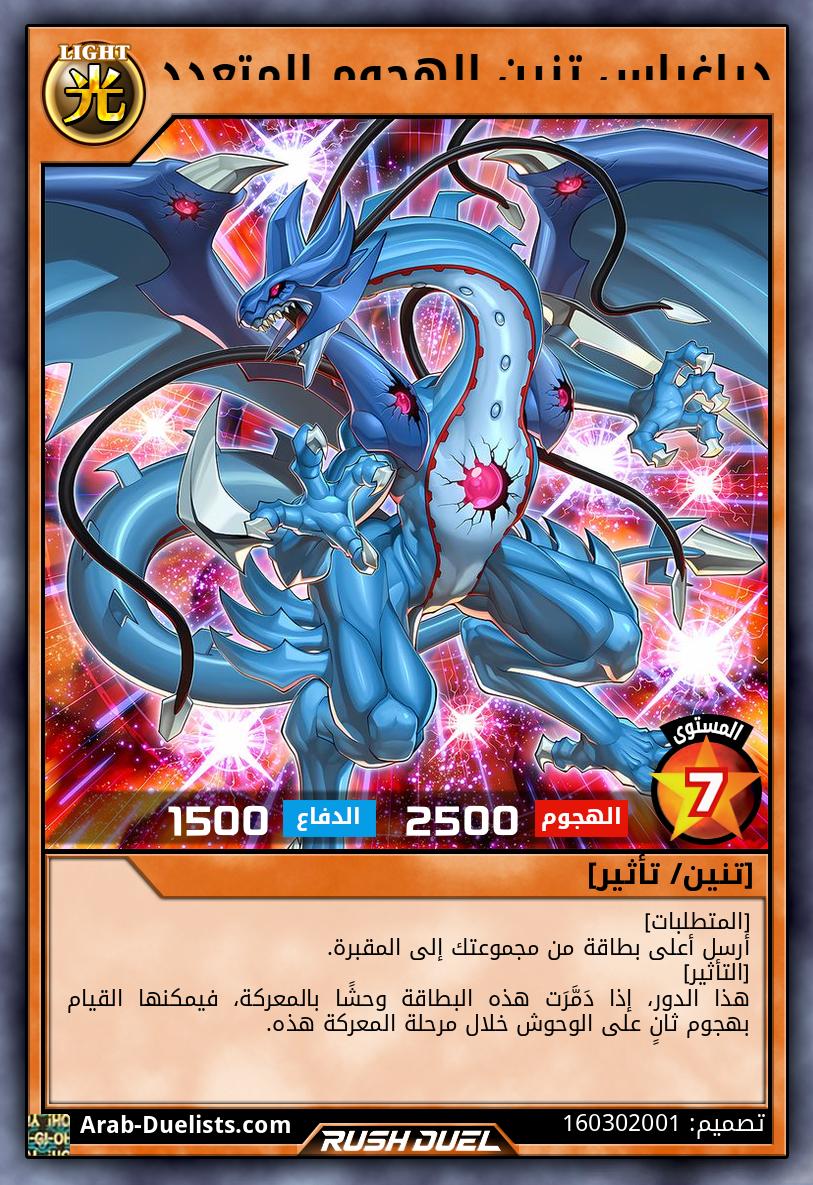 LIGHT
光
دراغياس تنين الهجوم المتعدد
المستوى
7
الهجوم 2500 الدفاع 1500
[تنين/ تأثير]
[المتطلبات]
أرسل أعلى بطاقة من مجموعتك إلى المقبرة.
[التأثير]
هذا الدور، إذا دَمَّرَت هذه البطاقة وحشًا بالمعركة، فيمكنها القيام
بهجوم ثانٍ على الوحوش خلال مرحلة المعركة هذه.
Arab-Duelists.com
RUSH DUEL
تصميم: 160302001